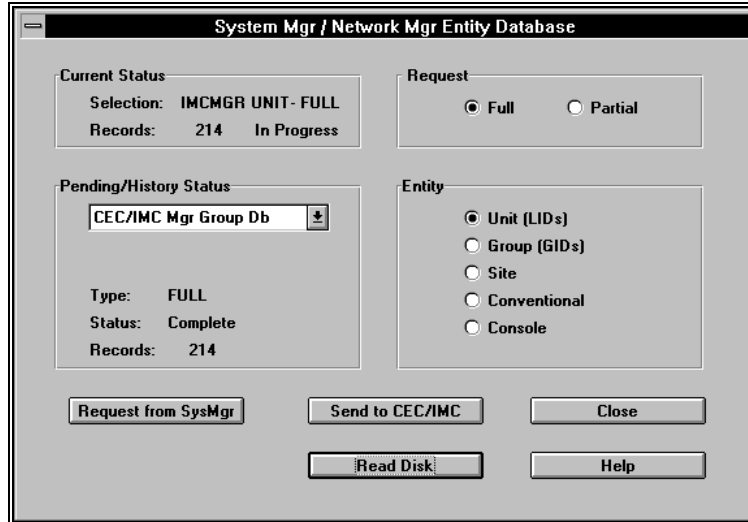 System Mgr / Network Mgr Entity Database
Current Status
Selection: IMCMGR UNIT- FULL
Records: 214 In Progress
Request
Full Partial
Pending/History Status
CEC/IMC Mgr Group Db
Type: FULL
Status: Complete
Records: 214
Entity
Unit (LIDs)
Group (GIDs)
Site
Conventional
Console
Request from SysMgr Send to CEC/IMC Close
Read Disk Help